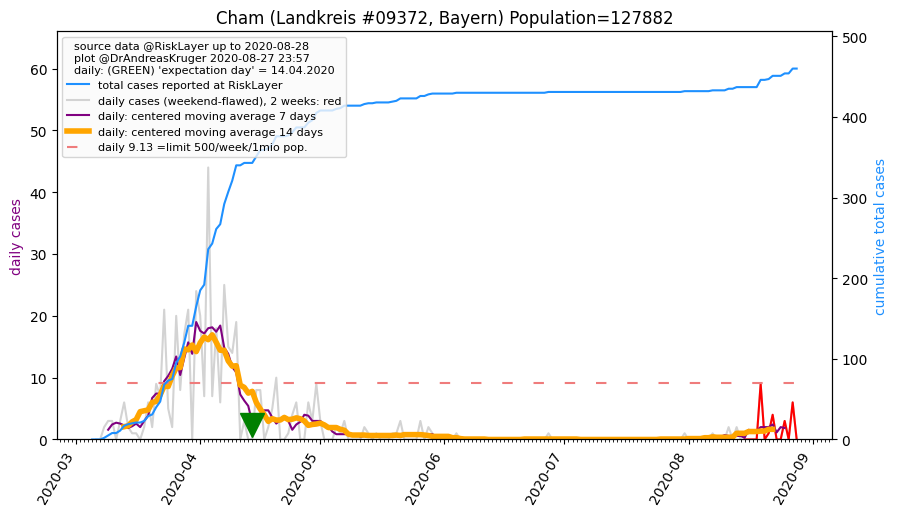 Cham (Landkreis #09372, Bayern) Population=127882
source data @RiskLayer up to 2020-08-28
plot @DrAndreasKruger 2020-08-27 23:57
daily: (GREEN) 'expectation day' = 14.04.2020
total cases reported at RiskLayer
daily cases (weekend-flawed), 2 weeks: red
daily: centered moving average 7 days
daily: centered moving average 14 days
daily 9.13 =limit 500/week/1mio pop.
daily cases
60
50
40
30
20
10
0
cumulative total cases
500
400
300
200
100
0
2020-03
2020-04
2020-05
2020-06
2020-07
2020-08
2020-09